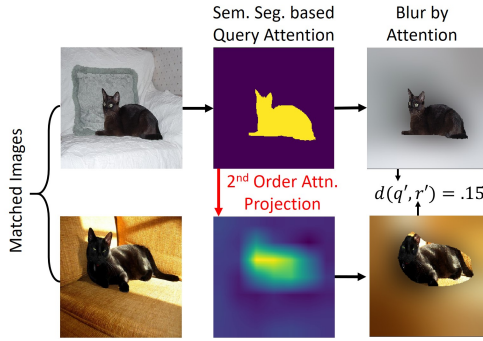 Sem. Seg. based
Query Attention
Blur by
Attention
Matched Images
2nd Order Attn.
Projection
d(q′, r′) = .15